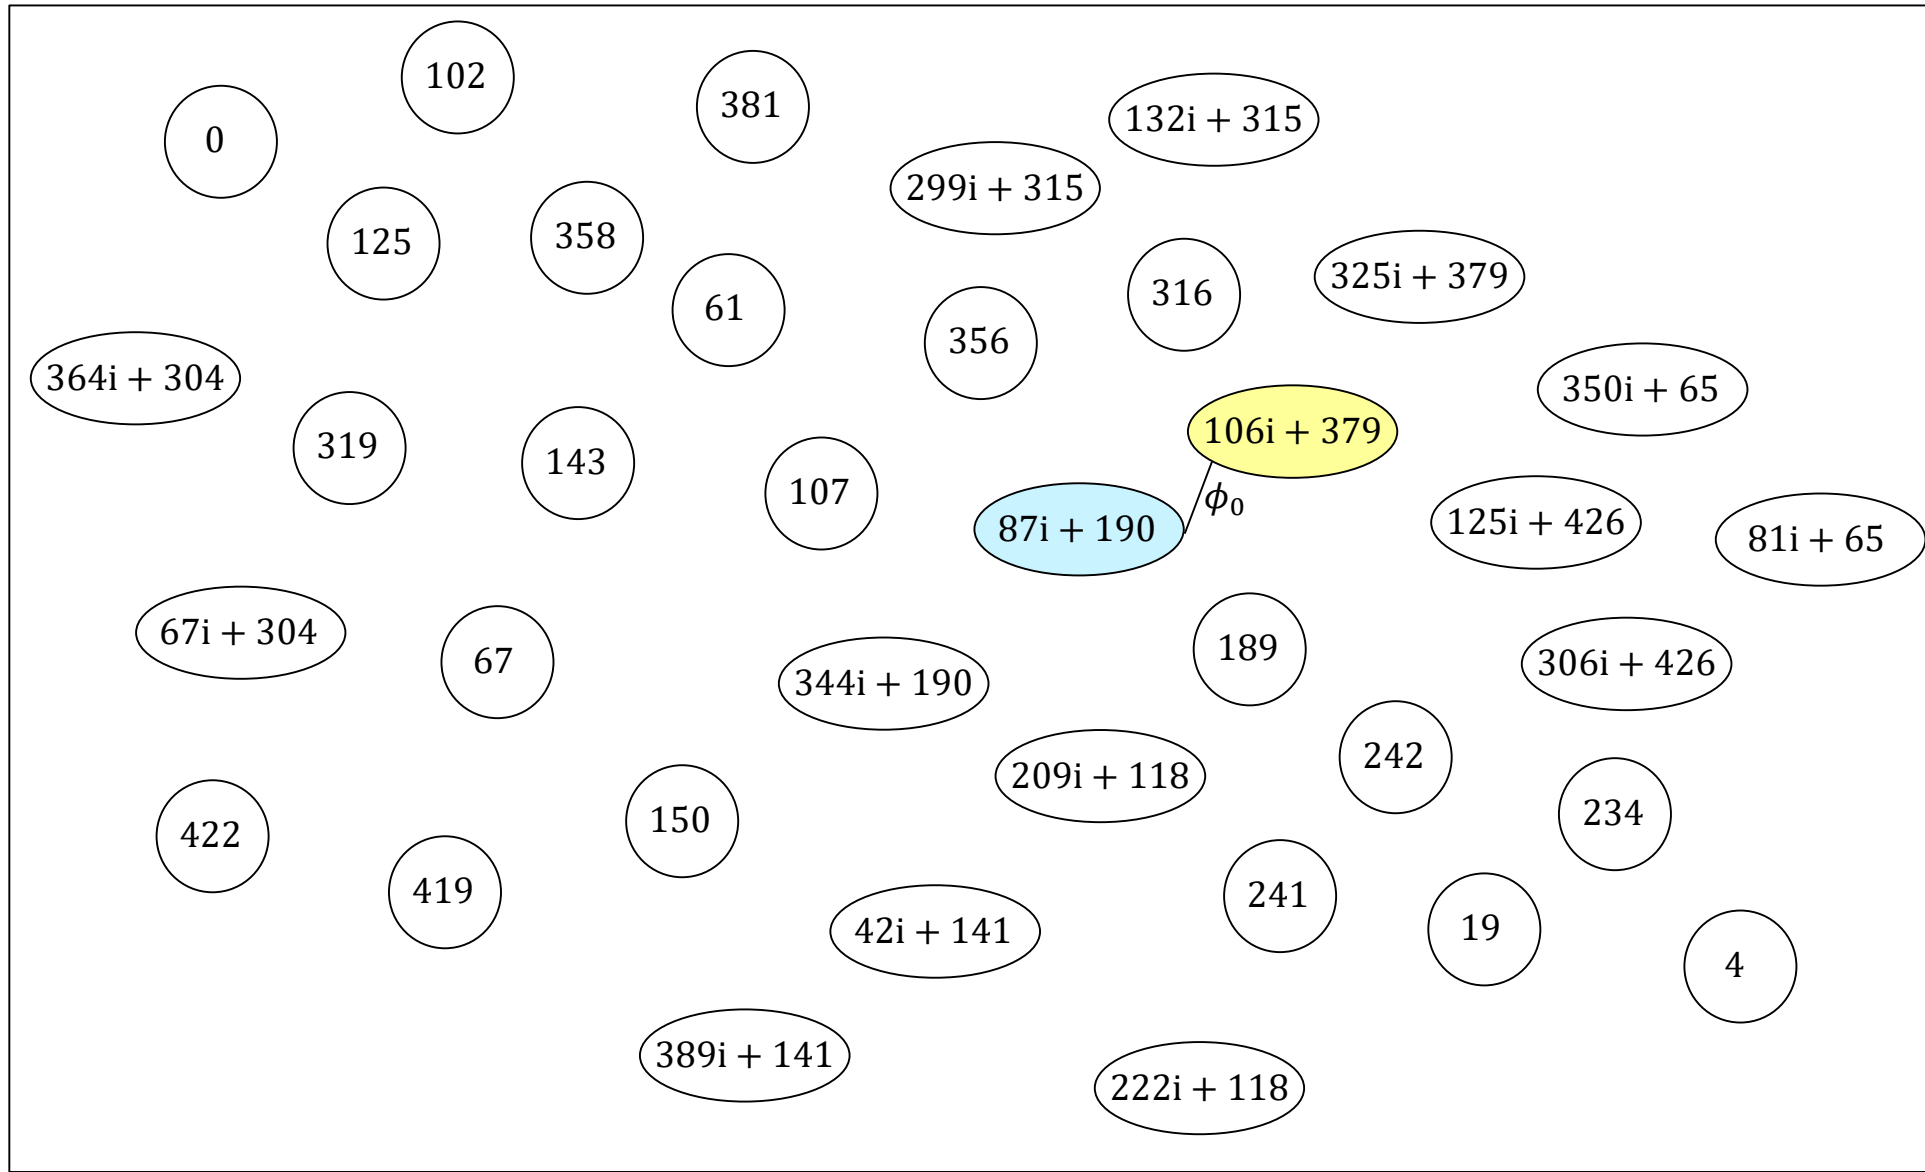 102
381
132i + 315
0
299i + 315
358
125
325i + 379
316
61
356
364i + 304
350i + 65
106i + 379
319
143
107
ϕ₀
125i + 426
87i + 190
81i + 65
67i + 304
189
67
306i + 426
344i + 190
242
209i + 118
234
150
422
419
241
19
42i + 141
4
389i + 141
222i + 118